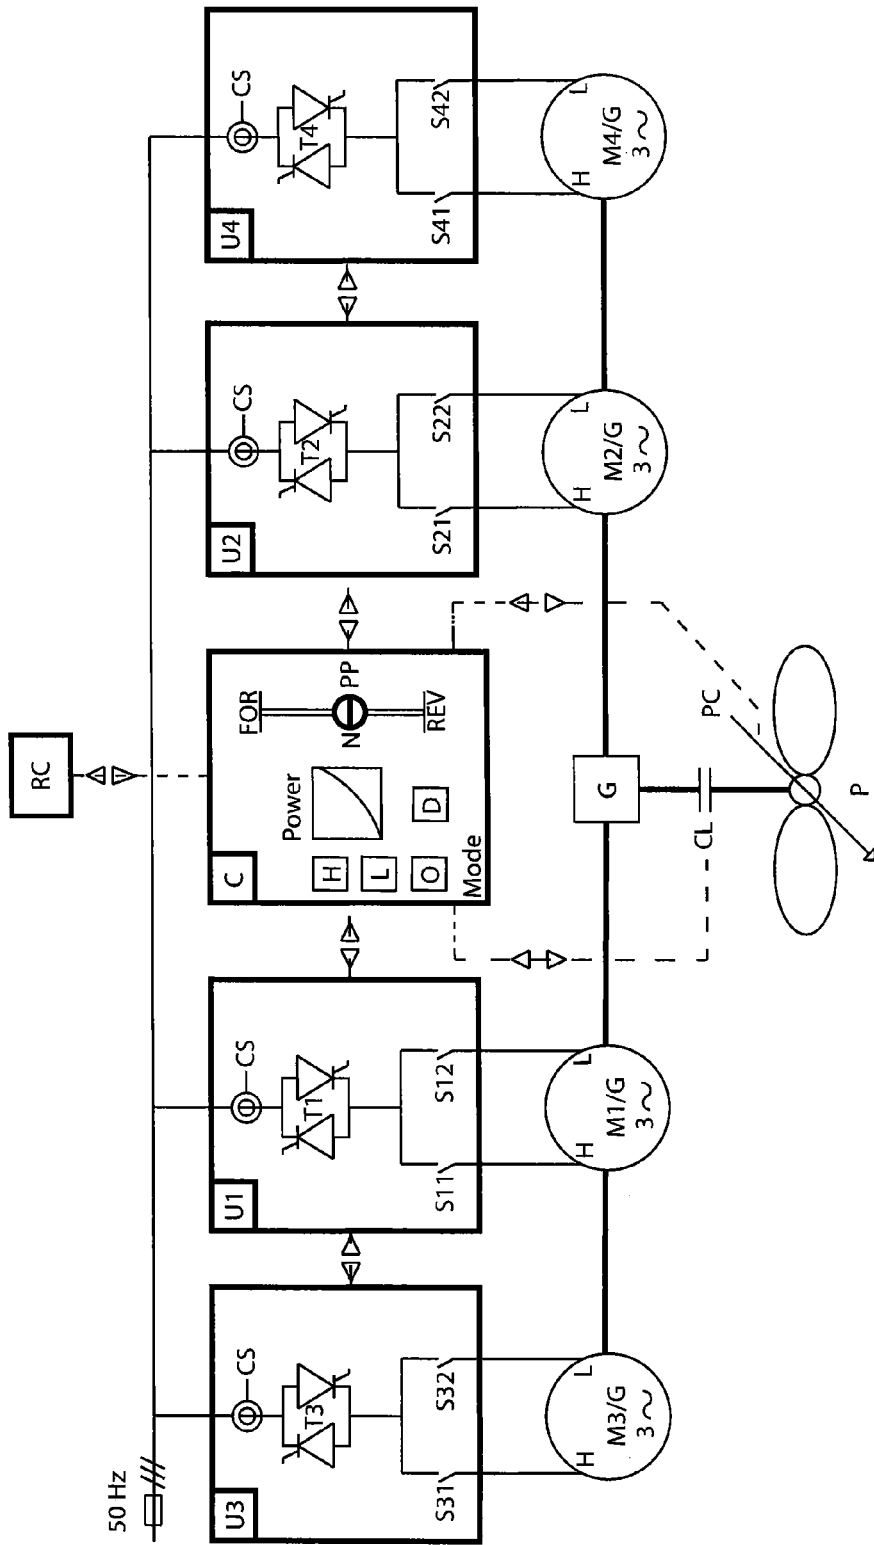 50 Hz
RC
U3
CS
T3
S31
S32
H
L
M3/G
3~
U1
CS
T1
S11
S12
H
L
M1/G
3~
C
Power
FOR
H
L
N
PP
O
D
REV
Mode
U2
CS
T2
S21
S22
H
L
M2/G
3~
U4
CS
T4
S41
S42
H
L
M4/G
3~
G
CL
PC
P